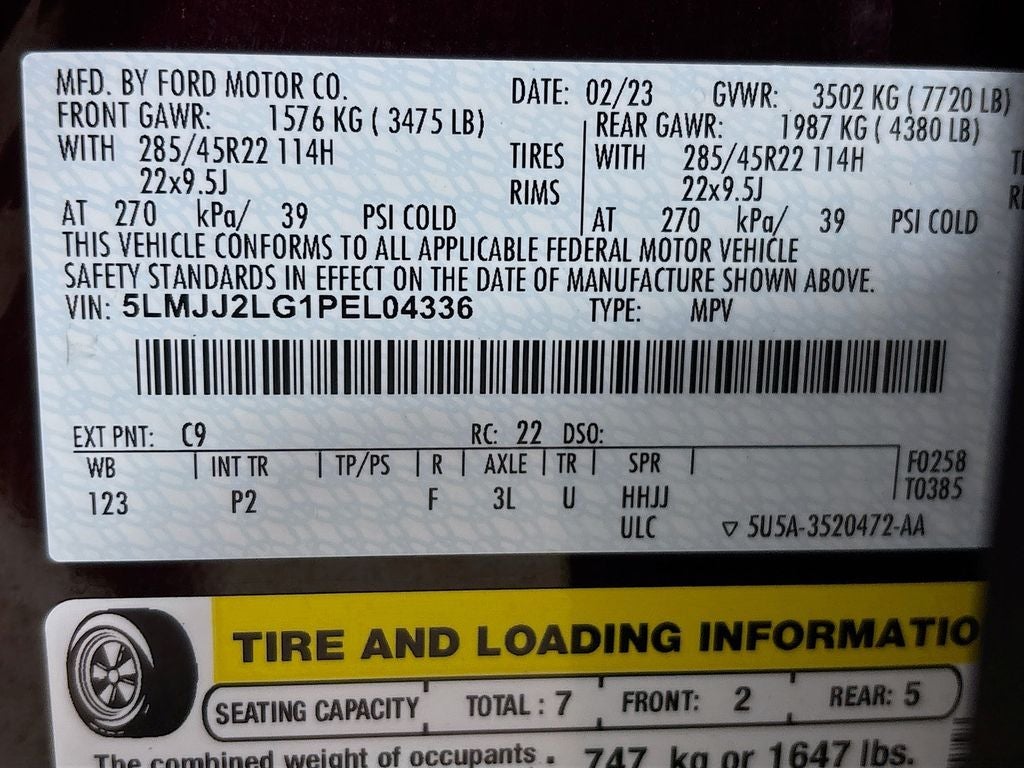 MFD. BY FORD MOTOR CO. DATE: 02/23 GVWR: 3502 KG ( 7720 LB)
FRONT GAWR: 1576 KG ( 3475 LB) REAR GAWR: 1987 KG ( 4380 LB)
WITH 285/45R22 114H TIRES WITH 285/45R22 114H
22x9.5J RIMS 22x9.5J
AT 270 kPa/ 39 PSI COLD AT 270 kPa/ 39 PSI COLD
THIS VEHICLE CONFORMS TO ALL APPLICABLE FEDERAL MOTOR VEHICLE
SAFETY STANDARDS IN EFFECT ON THE DATE OF MANUFACTURE SHOWN ABOVE.
VIN: 5LMJJ2LG1PEL04336 TYPE: MPV
EXT PNT: C9 RC: 22 DSO:
WB INT TR TP/PS R AXLE TR SPR F0258
123 P2 F 3L U HHJJ T0385
ULC ▽ 5U5A-3520472-AA
TIRE AND LOADING INFORMATIO
SEATING CAPACITY TOTAL : 7 FRONT: 2 REAR: 5
The combined weight of occupants . 747 kg or 1647 lbs.